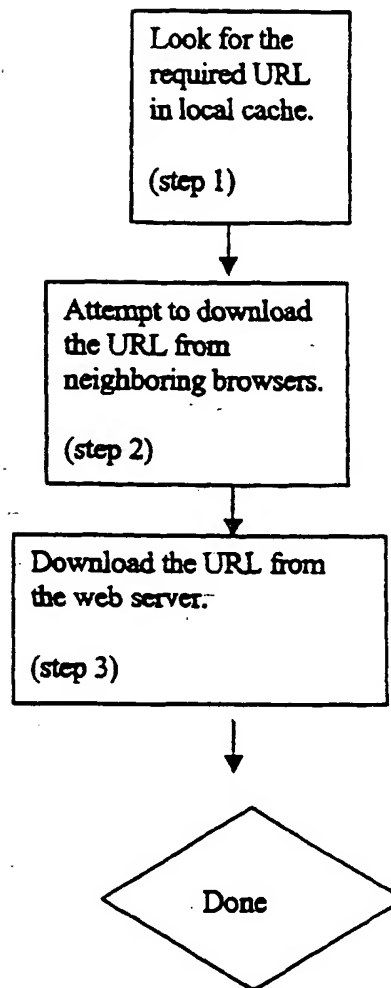 Look for the
required URL
in local cache.
(step 1)
Attempt to download
the URL from
neighboring browsers.
(step 2)
Download the URL from
the web server.
(step 3)
Done